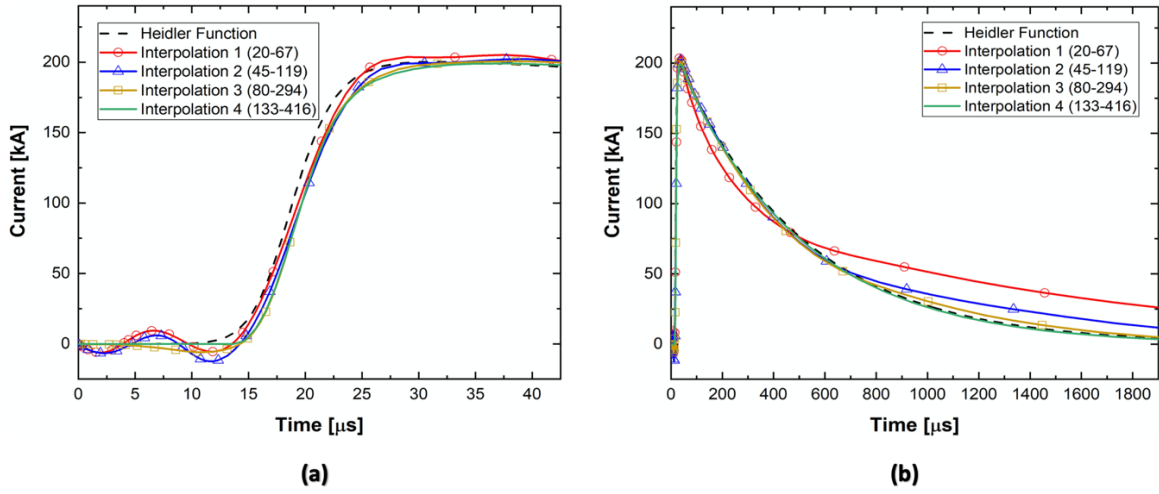 Heidler Function
Interpolation 1 (20-67)
Interpolation 2 (45-119)
Interpolation 3 (80-294)
Interpolation 4 (133-416)
200
150
100
50
0
Current [kA]
0 5 10 15 20 25 30 35 40
Time [μs]
(a)
Heidler Function
Interpolation 1 (20-67)
Interpolation 2 (45-119)
Interpolation 3 (80-294)
Interpolation 4 (133-416)
200
150
100
50
0
Current [kA]
0 200 400 600 800 1000 1200 1400 1600 1800
Time [μs]
(b)